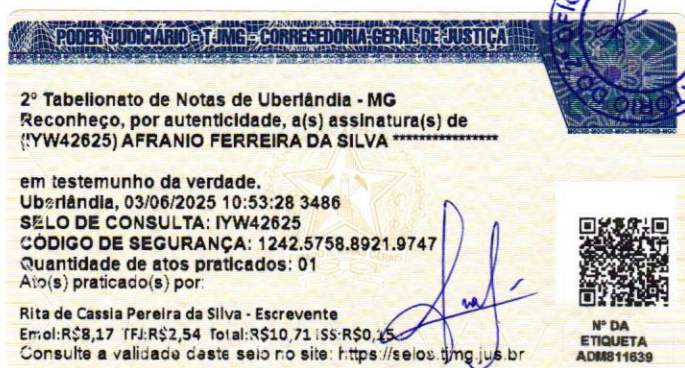 PODER JUDICIÁRIO - TJMG - CORREGEDORIA-GERAL DE JUSTIÇA
2º Tabelionato de Notas de Uberlândia - MG
Reconheço, por autenticidade, a(s) assinatura(s) de
(IYW42625) AFRANIO FERREIRA DA SILVA *****************
em testemunho da verdade.
Uberlândia, 03/06/2025 10:53:28 3486
SELO DE CONSULTA: IYW42625
CÓDIGO DE SEGURANÇA: 1242.5758.8921.9747
Quantidade de atos praticados: 01
Ato(s) praticado(s) por:
Rita de Cassia Pereira da Silva - Escrevente
Emol:R$8,17 TFJ:R$2,54 Total:R$10,71 ISS:R$0,15
Consulte a validade deste selo no site: https://selos.tjmg.jus.br
Nº DA
ETIQUETA
ADM811639